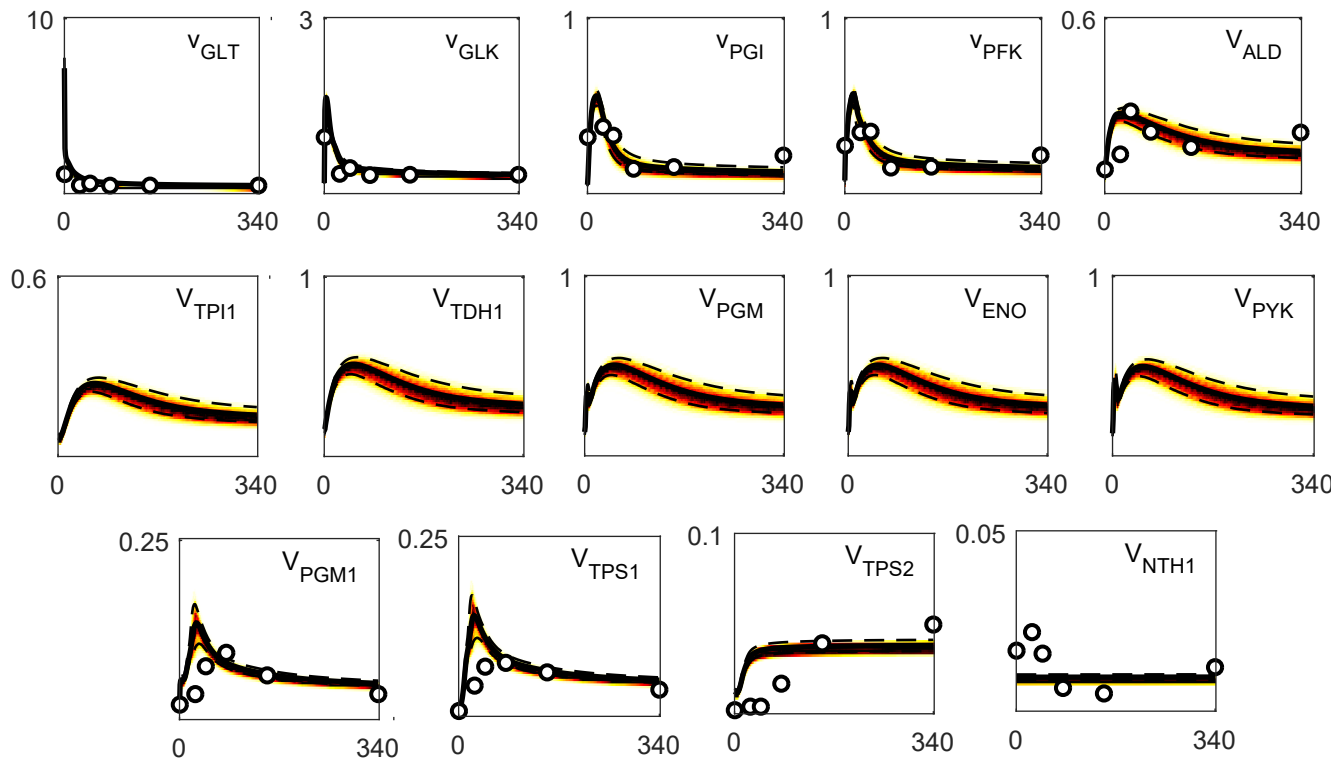 10 v_GLT 0 340
3 v_GLK 0 340
1 v_PGI 0 340
1 v_PFK 0 340
0.6 V_ALD 0 340
0.6 V_TPI1 0 340
1 V_TDH1 0 340
1 V_PGM 0 340
1 V_ENO 0 340
1 V_PYK 0 340
0.25 V_PGM1 0 340
0.25 V_TPS1 0 340
0.1 V_TPS2 0 340
0.05 V_NTH1 0 340